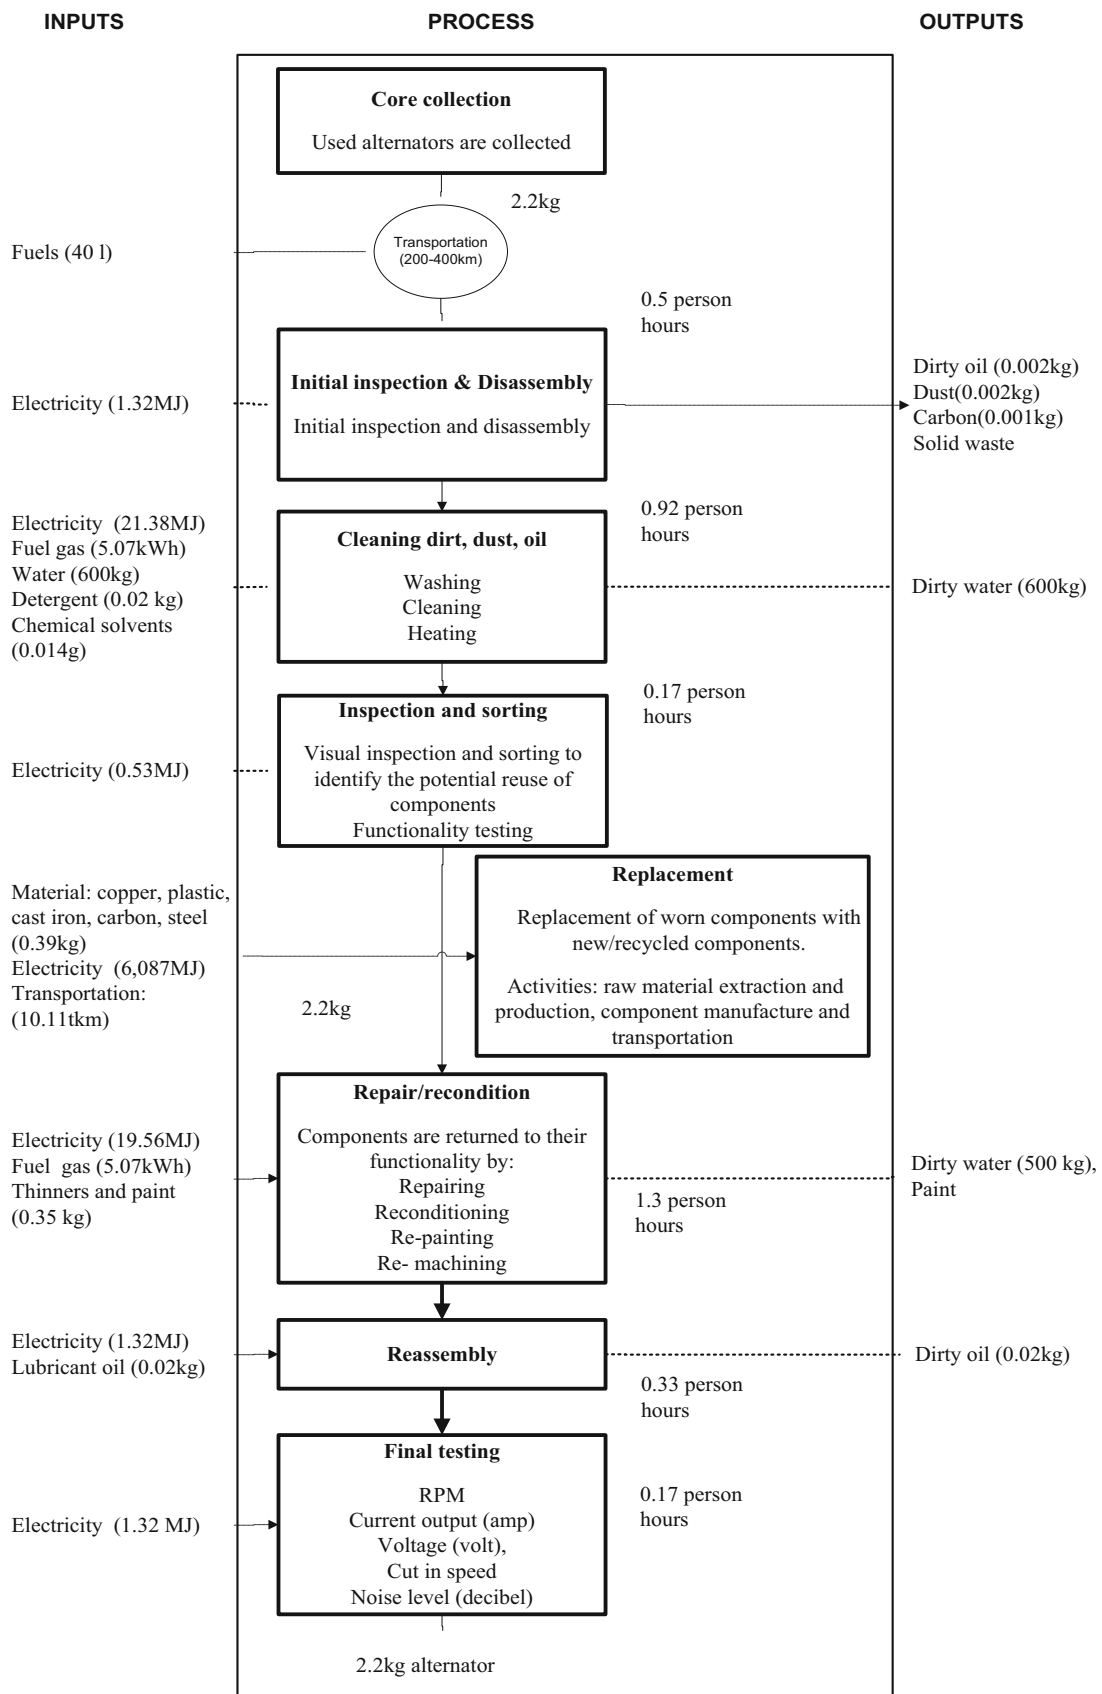 INPUTS
PROCESS
OUTPUTS
Core collection
Used alternators are collected
2.2kg
Fuels (40 l)
Transportation
(200-400km)
0.5 person
hours
Electricity (1.32MJ)
Initial inspection & Disassembly
Initial inspection and disassembly
Dirty oil (0.002kg)
Dust(0.002kg)
Carbon(0.001kg)
Solid waste
0.92 person
hours
Electricity (21.38MJ)
Fuel gas (5.07kWh)
Water (600kg)
Detergent (0.02 kg)
Chemical solvents
(0.014g)
Cleaning dirt, dust, oil
Washing
Cleaning
Heating
Dirty water (600kg)
0.17 person
hours
Electricity (0.53MJ)
Inspection and sorting
Visual inspection and sorting to
identify the potential reuse of
components
Functionality testing
Material: copper, plastic,
cast iron, carbon, steel
(0.39kg)
Electricity (6,087MJ)
Transportation:
(10.11tkm)
Replacement
Replacement of worn components with
new/recycled components.
Activities: raw material extraction and
production, component manufacture and
transportation
2.2kg
Electricity (19.56MJ)
Fuel gas (5.07kWh)
Thinners and paint
(0.35 kg)
Repair/recondition
Components are returned to their
functionality by:
Repairing
Reconditioning
Re-painting
Re- machining
1.3 person
hours
Dirty water (500 kg),
Paint
Electricity (1.32MJ)
Lubricant oil (0.02kg)
Reassembly
Dirty oil (0.02kg)
0.33 person
hours
Electricity (1.32 MJ)
Final testing
RPM
Current output (amp)
Voltage (volt),
Cut in speed
Noise level (decibel)
0.17 person
hours
2.2kg alternator